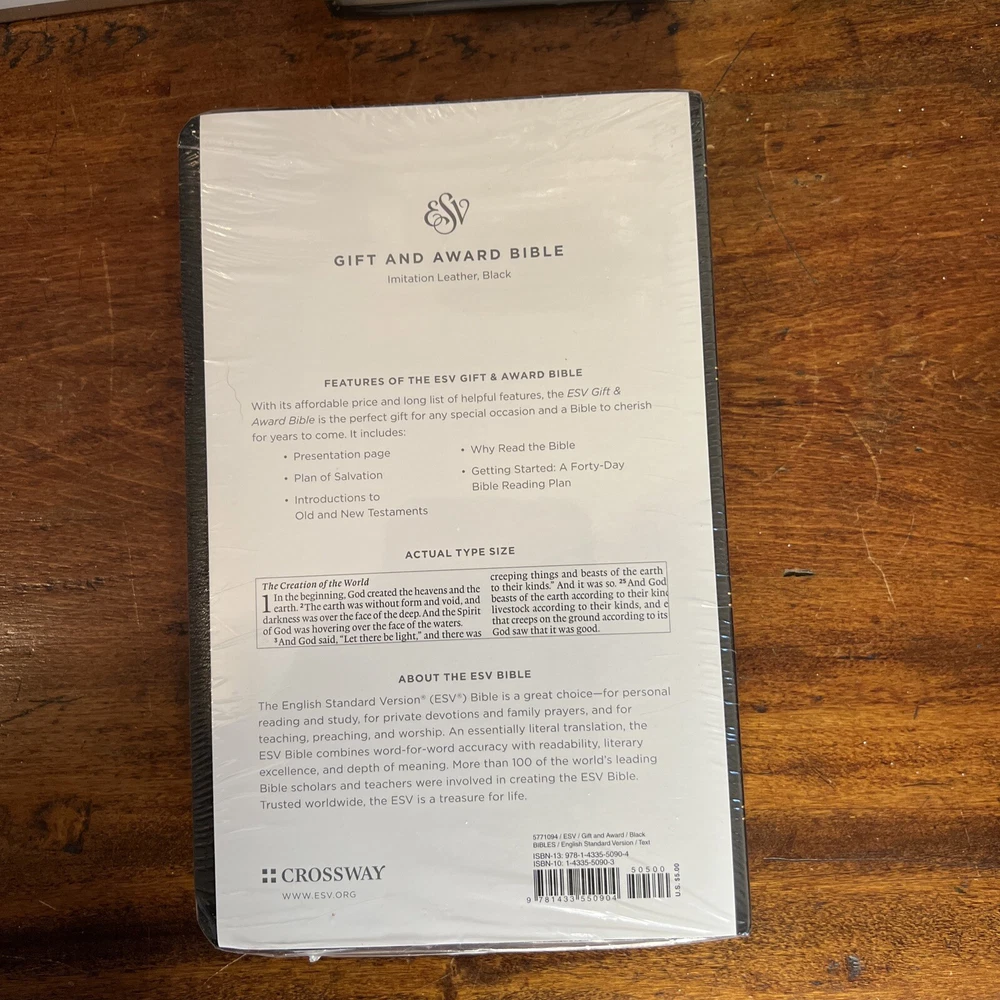 ESV
GIFT AND AWARD BIBLE
Imitation Leather, Black
FEATURES OF THE ESV GIFT & AWARD BIBLE
With its affordable price and long list of helpful features, the ESV Gift &
Award Bible is the perfect gift for any special occasion and a Bible to cherish
for years to come. It includes:
• Presentation page
• Plan of Salvation
• Introductions to
Old and New Testaments
• Why Read the Bible
• Getting Started: A Forty-Day
Bible Reading Plan
ACTUAL TYPE SIZE
The Creation of the World
1 In the beginning, God created the heavens and the
earth. 2 The earth was without form and void, and
darkness was over the face of the deep. And the Spirit
of God was hovering over the face of the waters.
3 And God said, “Let there be light,” and there was
creeping things and beasts of the earth
to their kinds.” And it was so. 25 And God
beasts of the earth according to their kin
livestock according to their kinds, and e
that creeps on the ground according to its
God saw that it was good.
ABOUT THE ESV BIBLE
The English Standard Version® (ESV®) Bible is a great choice—for personal
reading and study, for private devotions and family prayers, and for
teaching, preaching, and worship. An essentially literal translation, the
ESV Bible combines word-for-word accuracy with readability, literary
excellence, and depth of meaning. More than 100 of the world's leading
Bible scholars and teachers were involved in creating the ESV Bible.
Trusted worldwide, the ESV is a treasure for life.
CROSSWAY
WWW.ESV.ORG
5771094 / ESV / Gift and Award / Black
BIBLES / English Standard Version / Text
ISBN-13: 978-1-4335-5090-4
ISBN-10: 1-4335-5090-3
50500
9 781433 550904
U.S. $5.00